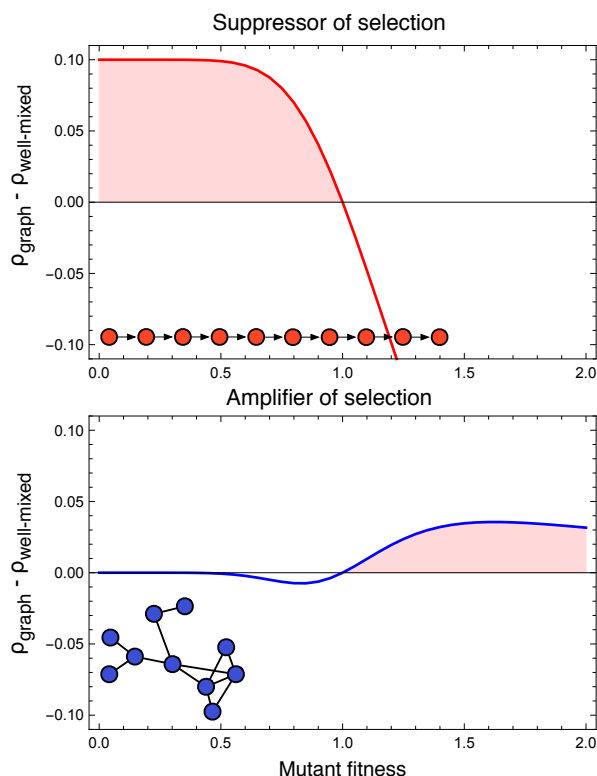 Suppressor of selection
0.10
0.05
0.00
−0.05
−0.10
ρgraph - ρwell-mixed
0.0 0.5 1.0 1.5 2.0
Amplifier of selection
0.10
0.05
0.00
−0.05
−0.10
ρgraph - ρwell-mixed
0.0 0.5 1.0 1.5 2.0
Mutant fitness